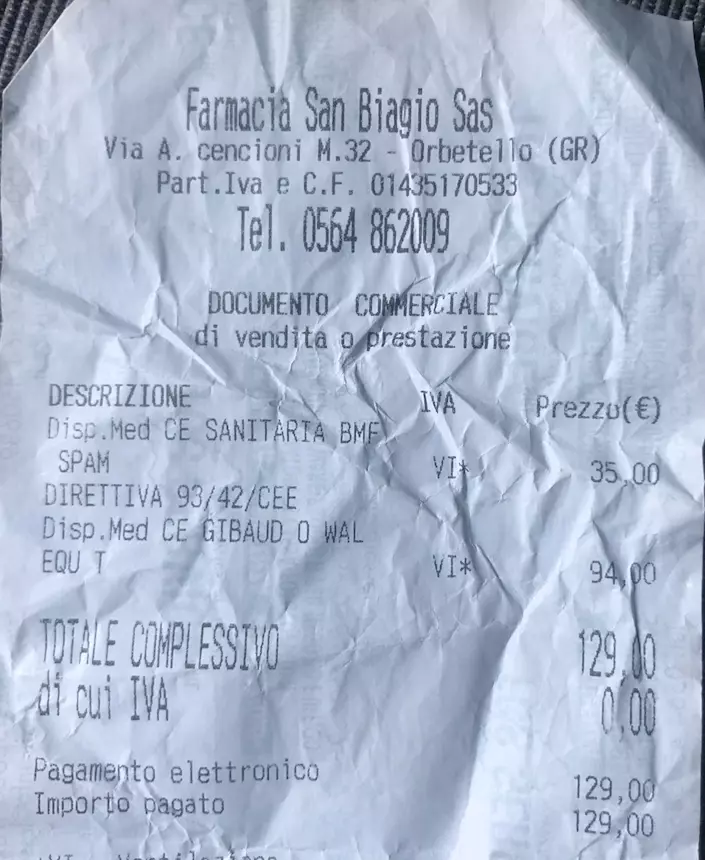 Farmacia San Biagio Sas
Via A. cencioni M.32 - Orbetello (GR)
Part.Iva e C.F. 01435170533
Tel. 0564 862009
DOCUMENTO COMMERCIALE
di vendita o prestazione
DESCRIZIONE IVA Prezzo(€)
Disp.Med CE SANITARIA BMF
SPAM VI* 35,00
DIRETTIVA 93/42/CEE
Disp.Med CE GIBAUD O WAL
EQU T VI* 94,00
TOTALE COMPLESSIVO 129,00
di cui IVA 0,00
Pagamento elettronico 129,00
Importo pagato 129,00